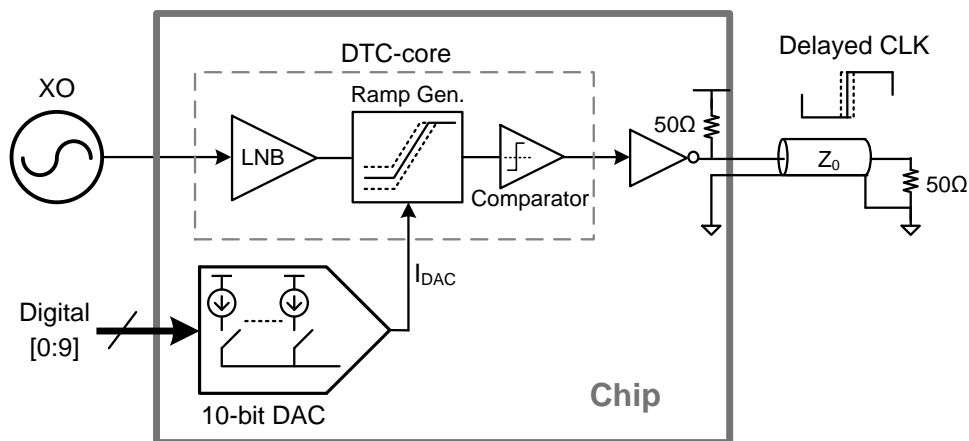 DTC-core
Delayed CLK
XO
Ramp Gen.
50Ω
LNB
Z0
Comparator
50Ω
IDAC
Digital
[0:9]
10-bit DAC
Chip